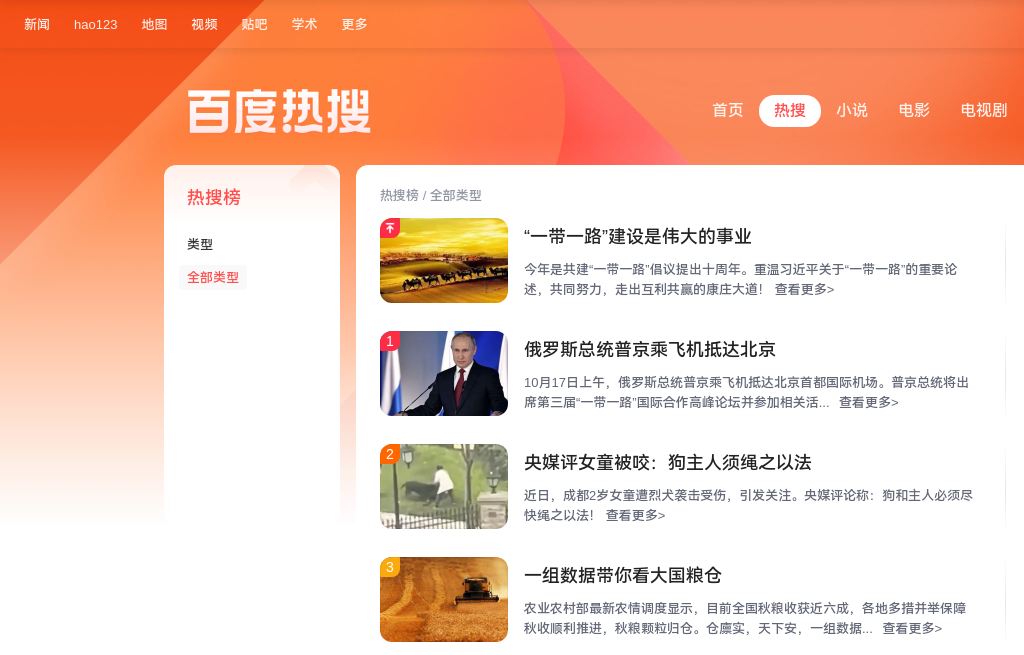 新闻 hao123 地图 视频 贴吧 学术 更多
百度热搜
首页 热搜 小说 电影 电视剧
热搜榜
类型
全部类型
热搜榜 / 全部类型
“一带一路”建设是伟大的事业
今年是共建“一带一路”倡议提出十周年。重温习近平关于“一带一路”的重要论
述，共同努力，走出互利共赢的康庄大道！ 查看更多>
1
俄罗斯总统普京乘飞机抵达北京
10月17日上午，俄罗斯总统普京乘飞机抵达北京首都国际机场。普京总统将出
席第三届“一带一路”国际合作高峰论坛并参加相关活... 查看更多>
2
央媒评女童被咬：狗主人须绳之以法
近日，成都2岁女童遭烈犬袭击受伤，引发关注。央媒评论称：狗和主人必须尽
快绳之以法！ 查看更多>
3
一组数据带你看大国粮仓
农业农村部最新农情调度显示，目前全国秋粮收获近六成，各地多措并举保障
秋收顺利推进，秋粮颗粒归仓。仓廪实，天下安，一组数据... 查看更多>